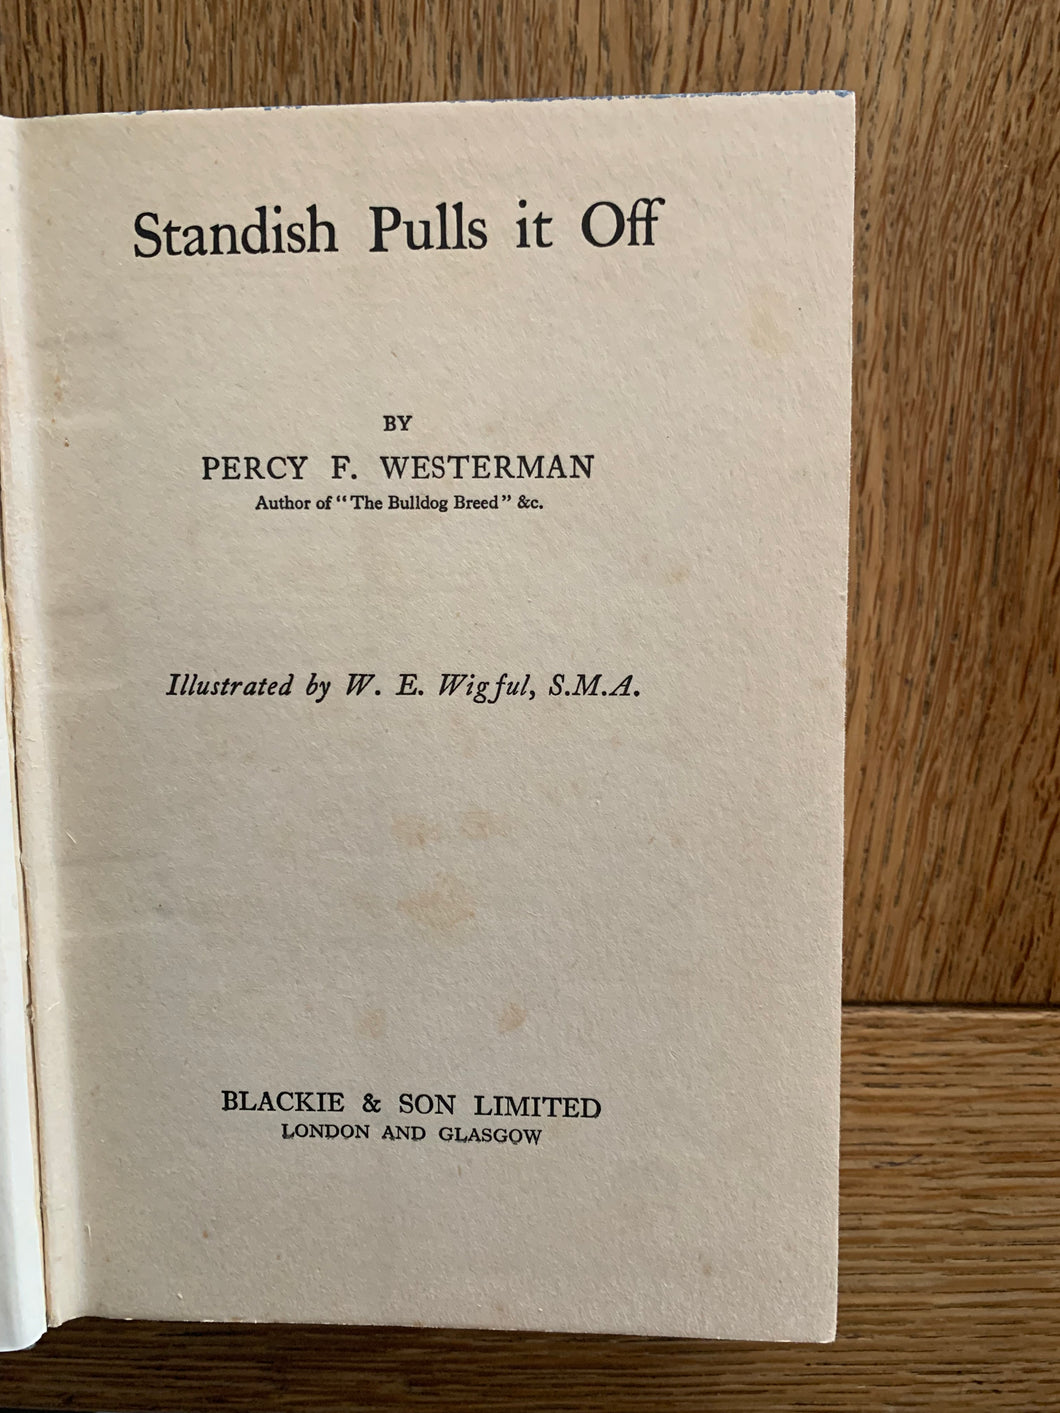 Standish Pulls it Off
BY
PERCY F. WESTERMAN
Author of "The Bulldog Breed" &c.
Illustrated by W. E. Wigful, S.M.A.
BLACKIE & SON LIMITED
LONDON AND GLASGOW